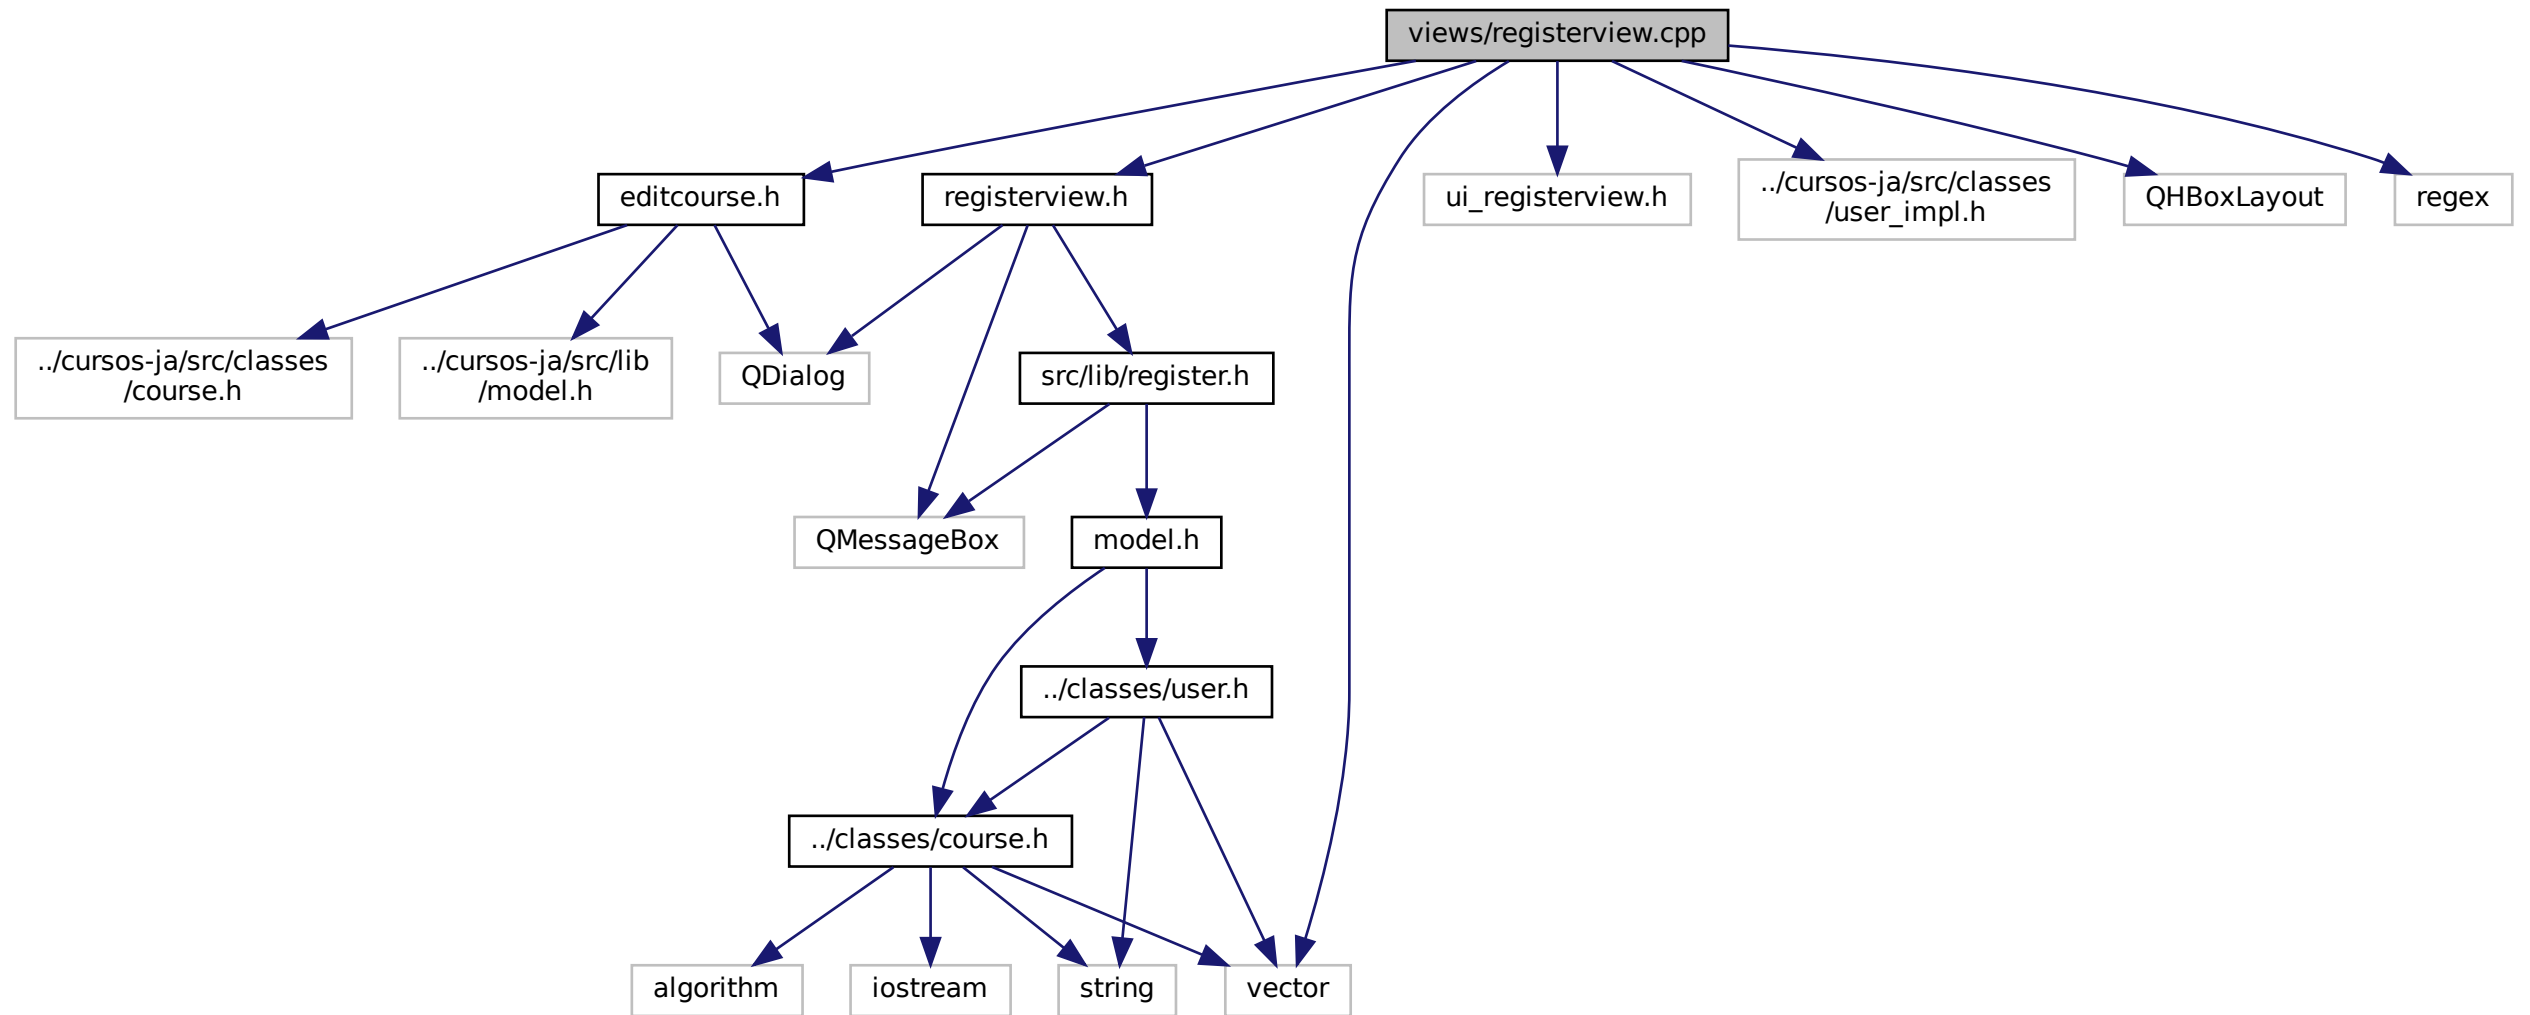 views/registerview.cpp
editcourse.h
registerview.h
ui_registerview.h
../cursos-ja/src/classes
/user_impl.h
QHBoxLayout
regex
../cursos-ja/src/classes
/course.h
../cursos-ja/src/lib
/model.h
QDialog
src/lib/register.h
QMessageBox
model.h
../classes/user.h
../classes/course.h
algorithm
iostream
string
vector